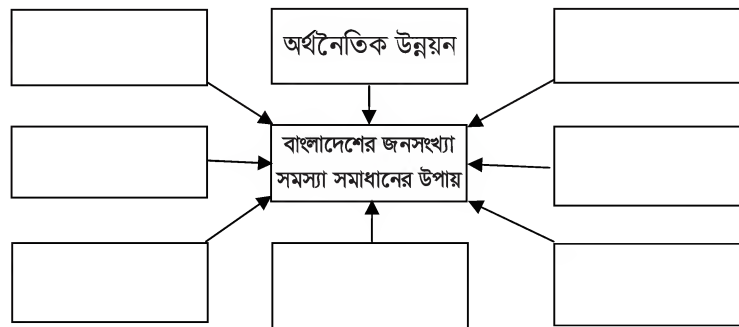 অর্থনৈতিক উন্নয়ন
বাংলাদেশের জনসংখ্যা
সমস্যা সমাধানের উপায়